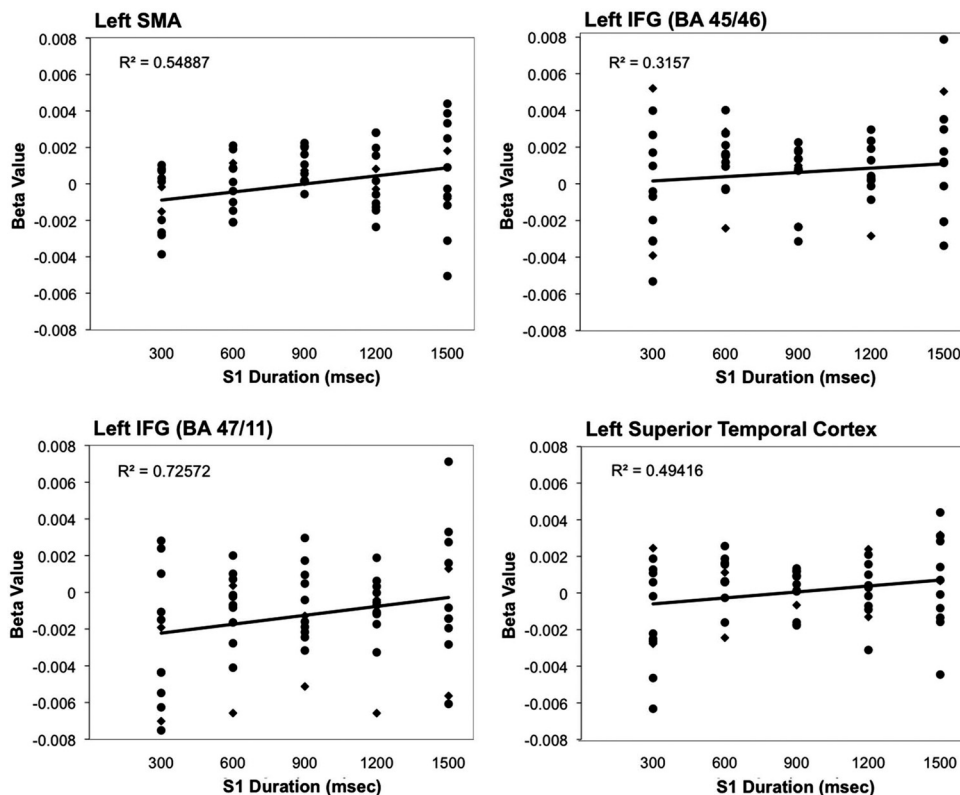 Left SMA
R² = 0.54887
Beta Value
0.008
0.006
0.004
0.002
0
-0.002
-0.004
-0.006
-0.008
300 600 900 1200 1500
S1 Duration (msec)
Left IFG (BA 45/46)
R² = 0.3157
Beta Value
0.008
0.006
0.004
0.002
0
-0.002
-0.004
-0.006
-0.008
300 600 900 1200 1500
S1 Duration (msec)
Left IFG (BA 47/11)
R² = 0.72572
Beta Value
0.008
0.006
0.004
0.002
0
-0.002
-0.004
-0.006
-0.008
300 600 900 1200 1500
S1 Duration (msec)
Left Superior Temporal Cortex
R² = 0.49416
Beta Value
0.008
0.006
0.004
0.002
0
-0.002
-0.004
-0.006
-0.008
300 600 900 1200 1500
S1 Duration (msec)